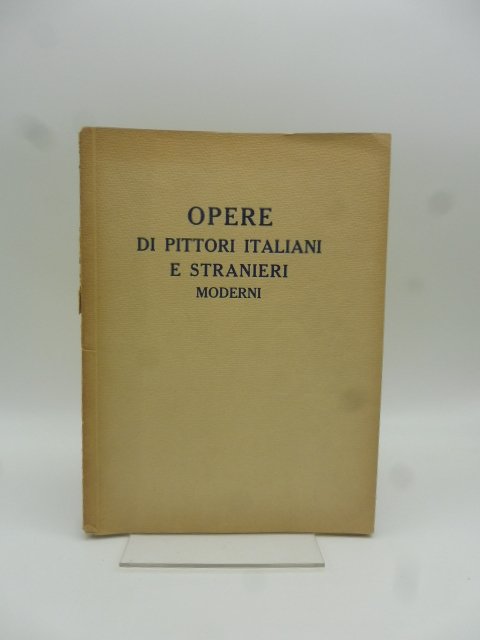 OPERE
DI PITTORI ITALIANI
E STRANIERI
MODERNI